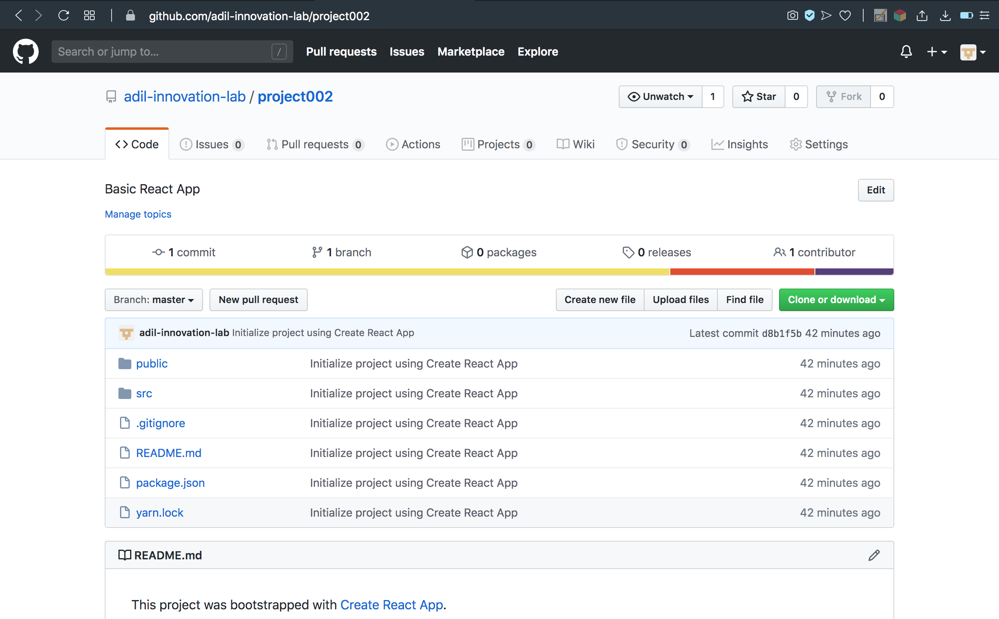 github.com/adil-innovation-lab/project002
Search or jump to... / Pull requests Issues Marketplace Explore
adil-innovation-lab / project002 Unwatch 1 Star 0 Fork 0
Code Issues 0 Pull requests 0 Actions Projects 0 Wiki Security 0 Insights Settings
Basic React App Edit
Manage topics
1 commit 1 branch 0 packages 0 releases 1 contributor
Branch: master New pull request Create new file Upload files Find file Clone or download
adil-innovation-lab Initialize project using Create React App Latest commit d8b1f5b 42 minutes ago
public Initialize project using Create React App 42 minutes ago
src Initialize project using Create React App 42 minutes ago
.gitignore Initialize project using Create React App 42 minutes ago
README.md Initialize project using Create React App 42 minutes ago
package.json Initialize project using Create React App 42 minutes ago
yarn.lock Initialize project using Create React App 42 minutes ago
README.md
This project was bootstrapped with Create React App.